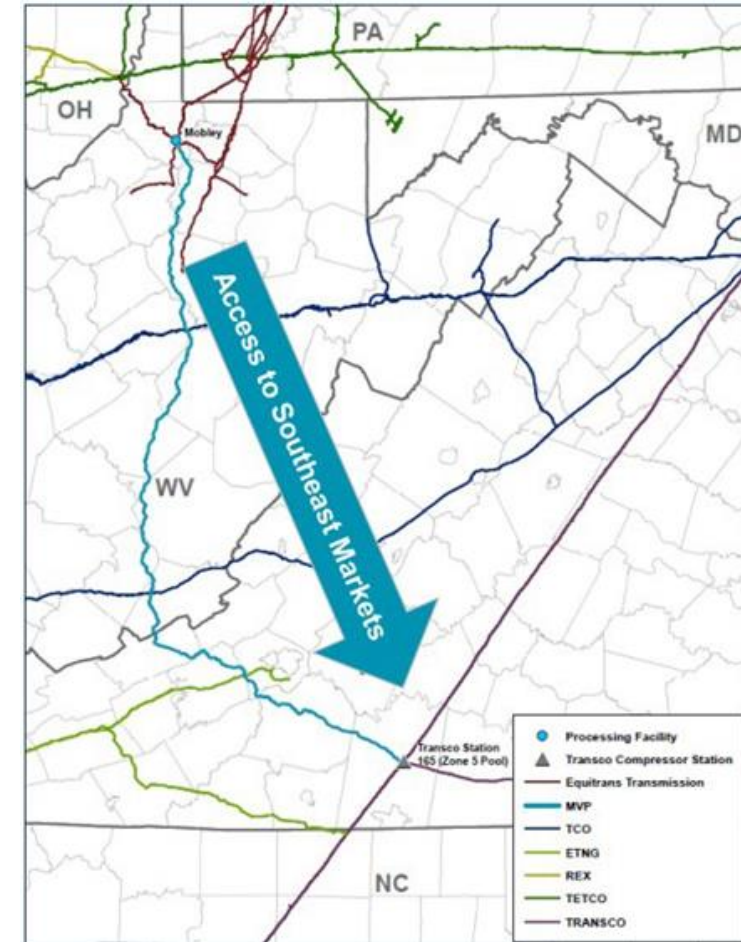 PA
OH
Mobley
MD
Access to Southeast Markets
WV
Transco Station
165 (Zone 5 Pool)
NC
Processing Facility
Transco Compressor Station
Equitrans Transmission
MVP
TCO
ETNG
REX
TETCO
TRANSCO